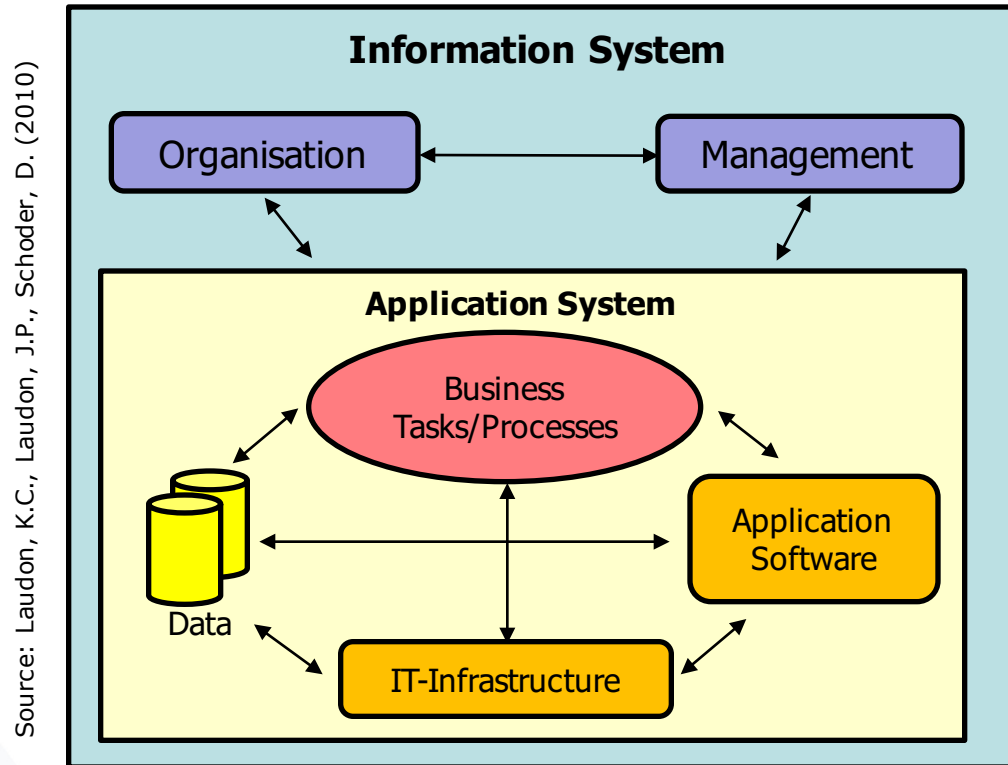 Source: Laudon, K.C., Laudon, J.P., Schoder, D. (2010)
Information System
Organisation
Management
Application System
Business
Tasks/Processes
Application
Software
Data
IT-Infrastructure